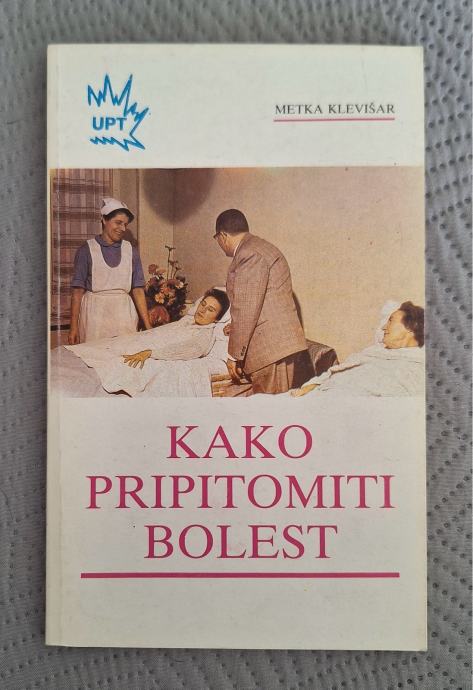 UPT
METKA KLEVIŠAR
KAKO
PRIPITOMITI
BOLEST